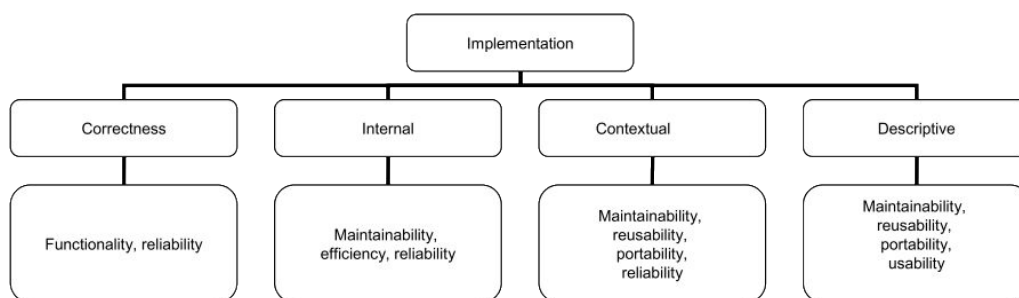 Implementation
Correctness
Internal
Contextual
Descriptive
Functionality, reliability
Maintainability,
efficiency, reliability
Maintainability,
reusability,
portability,
reliability
Maintainability,
reusability,
portability,
usability